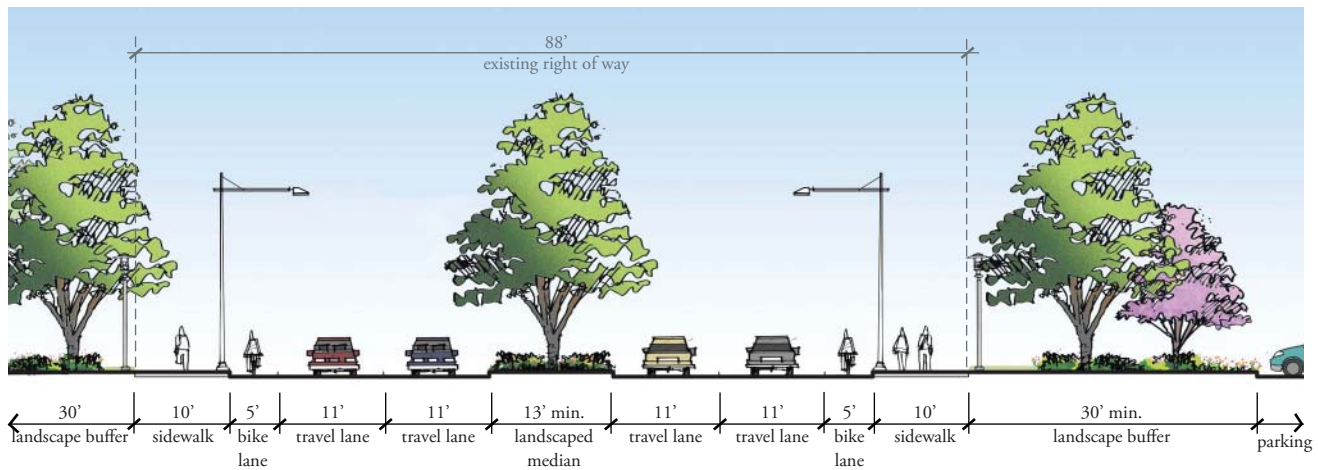 88’
existing right of way
30’ 10’ 5’ 11’ 11’ 13’ min. 11’ 11’ 5’ 10’ 30’ min.
landscape buffer sidewalk bike travel lane travel lane landscaped travel lane travel lane bike sidewalk landscape buffer parking
lane median lane